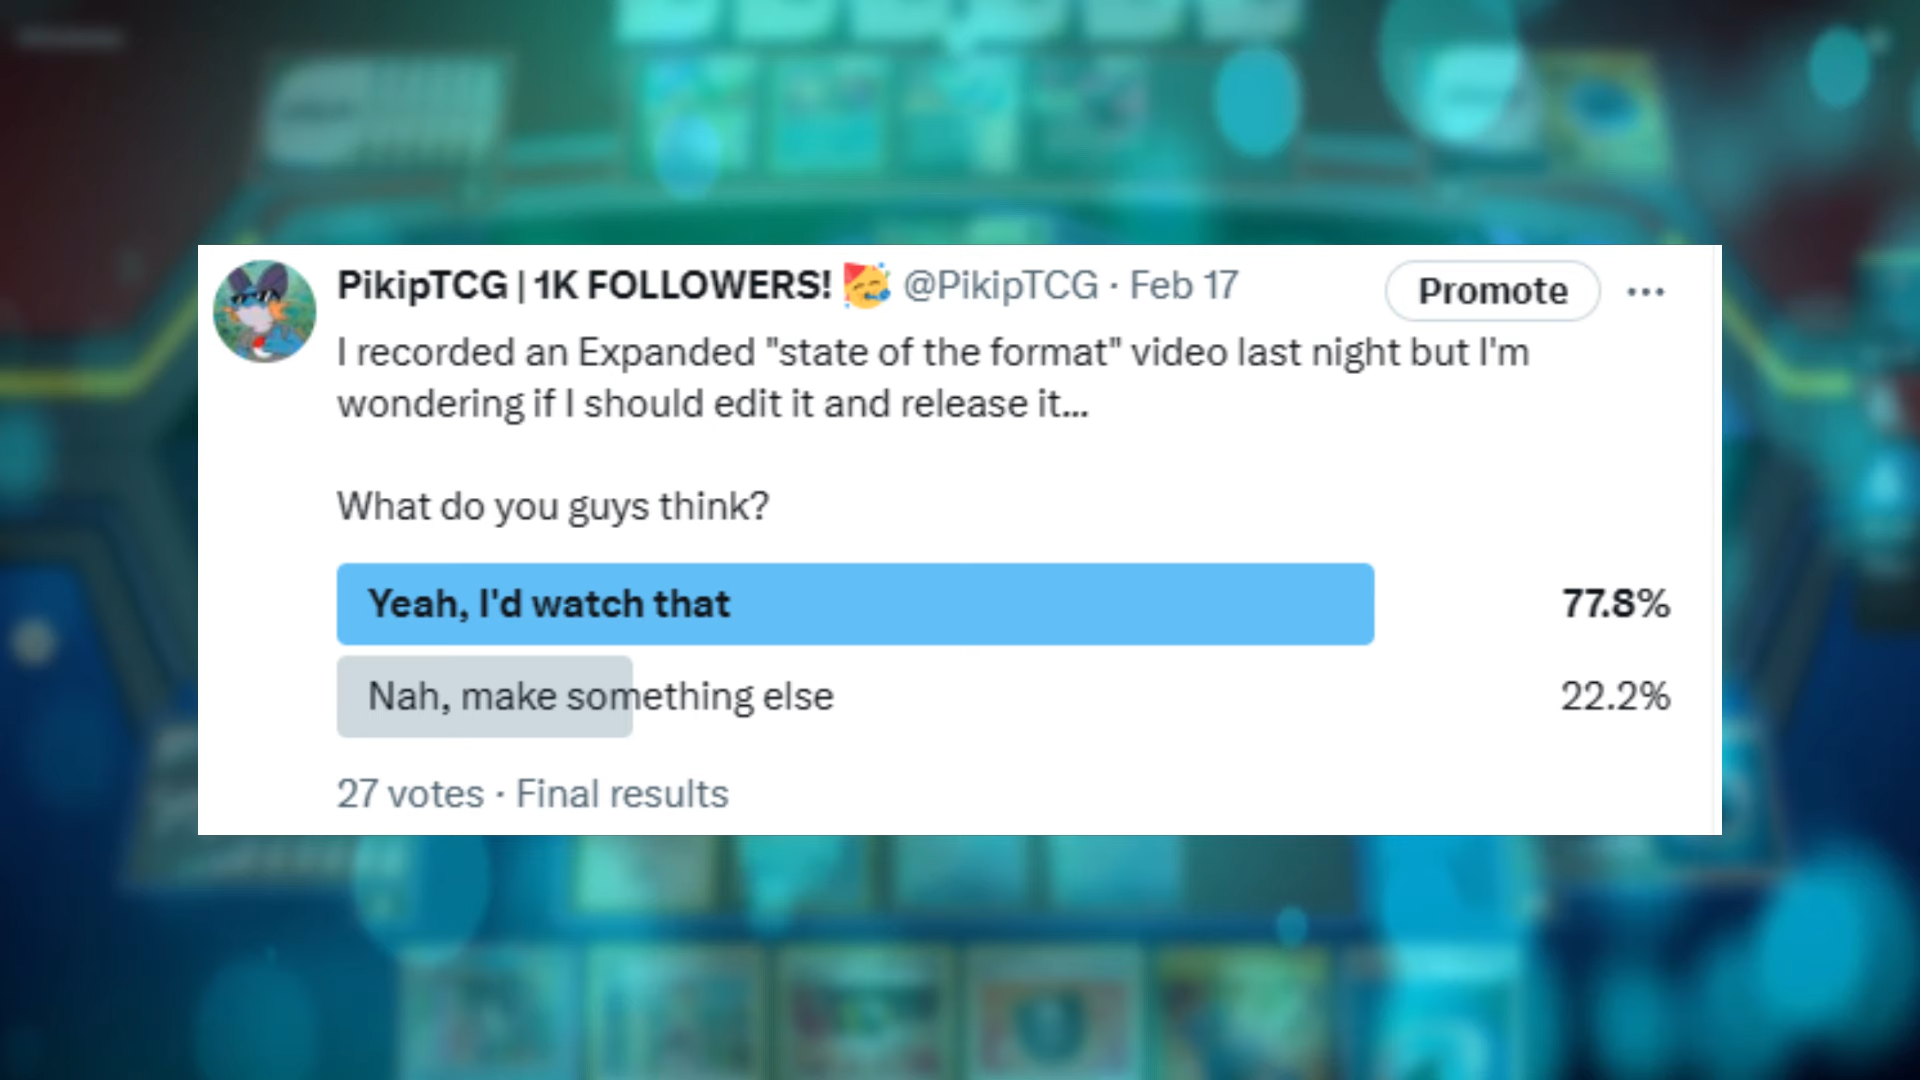 PikipTCG | 1K FOLLOWERS! 🥳 @PikipTCG · Feb 17
Promote
I recorded an Expanded "state of the format" video last night but I'm
wondering if I should edit it and release it...
What do you guys think?
Yeah, I'd watch that 77.8%
Nah, make something else 22.2%
27 votes · Final results